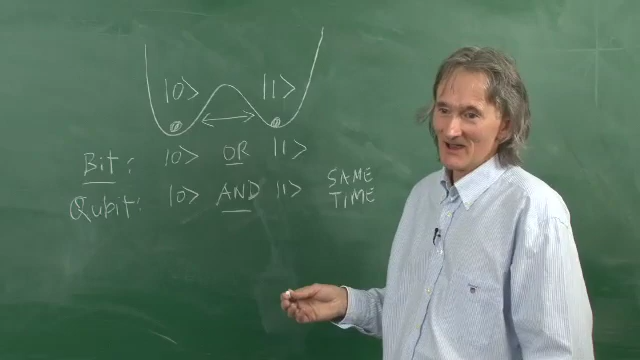 |0> |1>
Bit: |0> OR |1>
Qubit: |0> AND |1> SAME
TIME